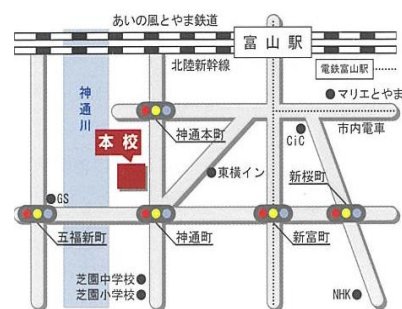 あいの風とやま鉄道
富山駅
北陸新幹線
電鉄富山駅
マリエとやま
神通川
神通本町
市内電車
CiC
本校
東横イン
新桜町
GS
五福新町
神通町
新富町
芝園中学校
芝園小学校
NHK